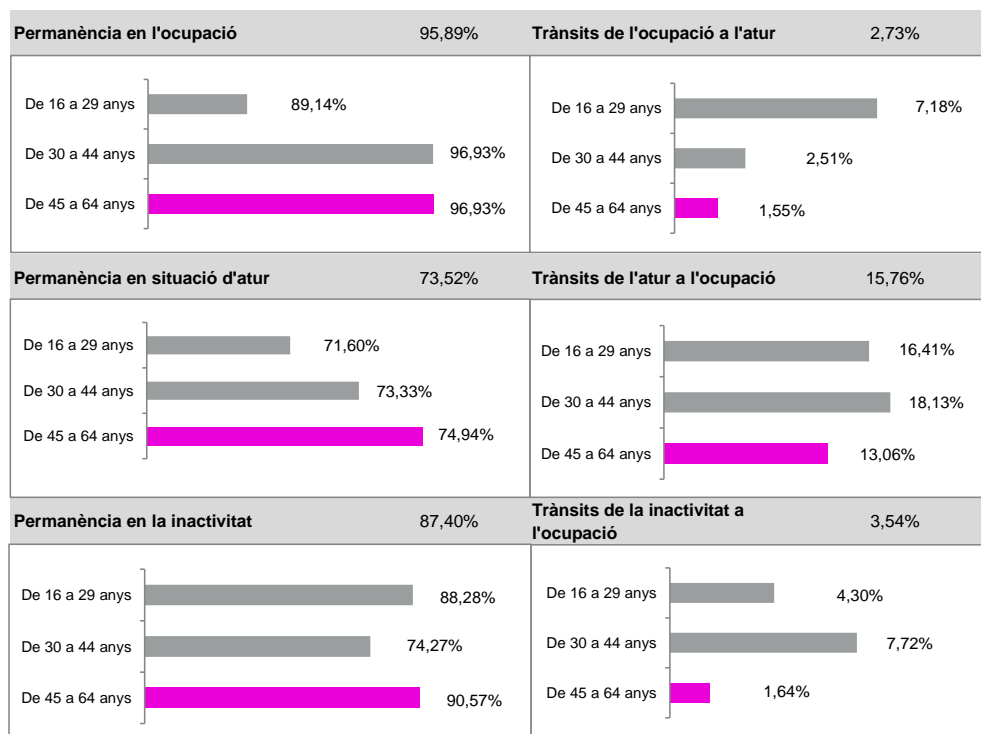 Permanència en l'ocupació 95,89%
De 16 a 29 anys 89,14%
De 30 a 44 anys 96,93%
De 45 a 64 anys 96,93%
Trànsits de l'ocupació a l'atur 2,73%
De 16 a 29 anys 7,18%
De 30 a 44 anys 2,51%
De 45 a 64 anys 1,55%
Permanència en situació d'atur 73,52%
De 16 a 29 anys 71,60%
De 30 a 44 anys 73,33%
De 45 a 64 anys 74,94%
Trànsits de l'atur a l'ocupació 15,76%
De 16 a 29 anys 16,41%
De 30 a 44 anys 18,13%
De 45 a 64 anys 13,06%
Permanència en la inactivitat 87,40%
De 16 a 29 anys 88,28%
De 30 a 44 anys 74,27%
De 45 a 64 anys 90,57%
Trànsits de la inactivitat a
l'ocupació 3,54%
De 16 a 29 anys 4,30%
De 30 a 44 anys 7,72%
De 45 a 64 anys 1,64%